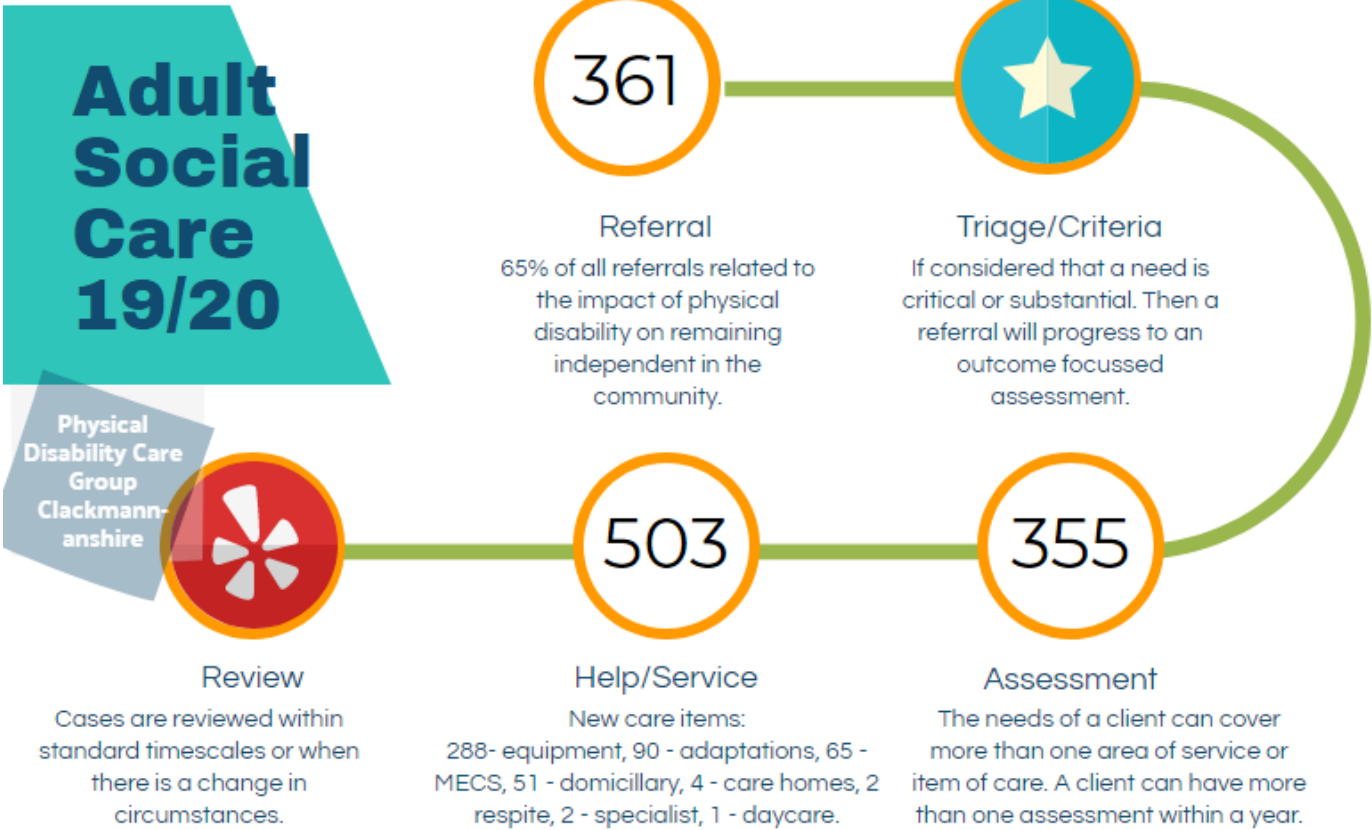 Adult
Social
Care
19/20
Physical
Disability Care
Group
Clackmann-
anshire
361
Referral
65% of all referrals related to
the impact of physical
disability on remaining
independent in the
community.
Triage/Criteria
If considered that a need is
critical or substantial. Then a
referral will progress to an
outcome focussed
assessment.
355
Assessment
The needs of a client can cover
more than one area of service or
item of care. A client can have more
than one assessment within a year.
503
Help/Service
New care items:
288- equipment, 90 - adaptations, 65 -
MECS, 51 - domicillary, 4 - care homes, 2
respite, 2 - specialist, 1 - daycare.
Review
Cases are reviewed within
standard timescales or when
there is a change in
circumstances.